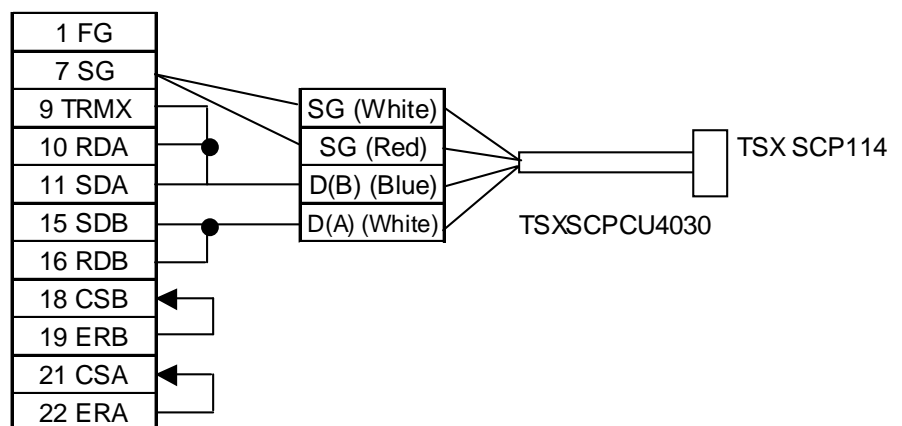 1 FG
7 SG
9 TRMX
10 RDA
11 SDA
15 SDB
16 RDB
18 CSB
19 ERB
21 CSA
22 ERA
SG (White)
SG (Red)
D(B) (Blue)
D(A) (White)
TSX SCP114
TSXSCPCU4030